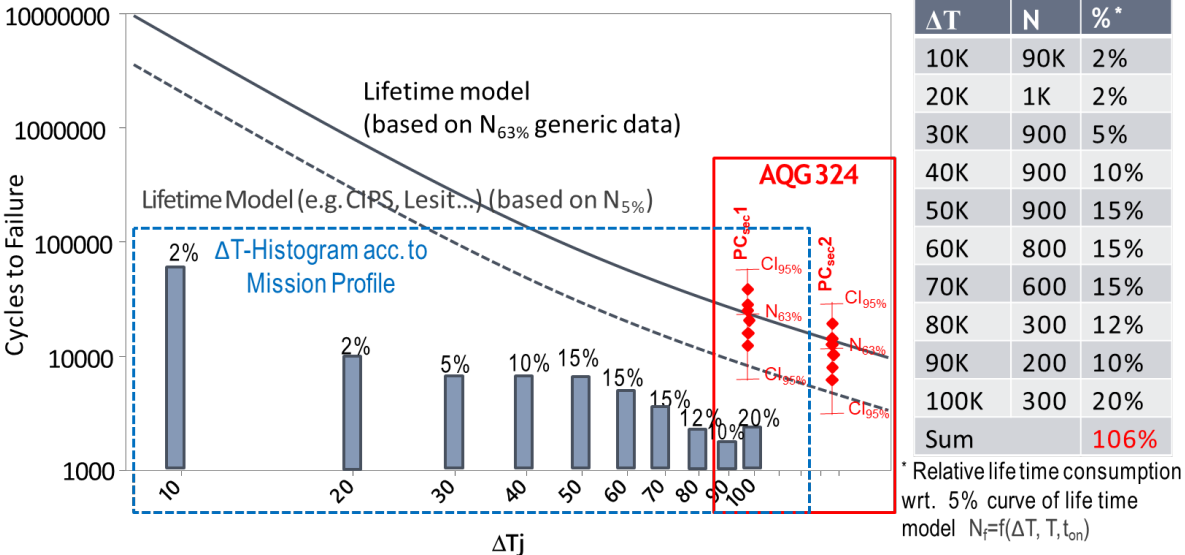 10000000
1000000
100000
10000
1000
Cycles to Failure
Lifetime model
(based on N63% generic data)
Lifetime Model (e.g. CIPS, Lesit...) (based on N5%)
ΔT-Histogram acc. to
Mission Profile
AQG 324
PCsec1
PCsec2
CI95%
N63%
CI95%
CI95%
N63%
CI95%
2%
2%
5%
10%
15%
15%
15%
12%
10%
20%
10
20
30
40
50
60
70
80
90
100
ΔTj
ΔT N %*
10K 90K 2%
20K 1K 2%
30K 900 5%
40K 900 10%
50K 900 15%
60K 800 15%
70K 600 15%
80K 300 12%
90K 200 10%
100K 300 20%
Sum 106%
* Relative life time consumption
wrt. 5% curve of life time
model Nf=f(ΔT, T, ton)